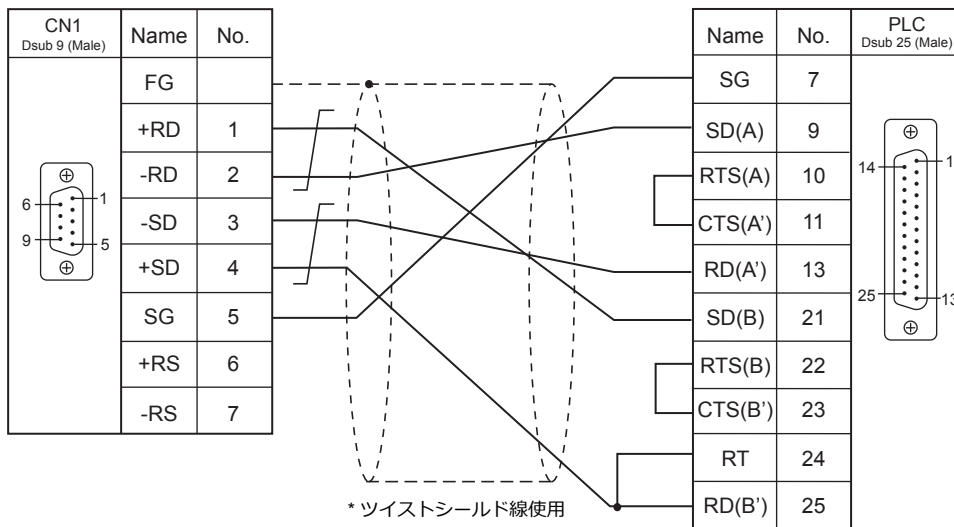 CN1
Dsub 9 (Male)
Name No.
FG
+RD 1
-RD 2
-SD 3
+SD 4
SG 5
+RS 6
-RS 7
6
1
9
5
* ツイストシールド線使用
Name No.
PLC
Dsub 25 (Male)
SG 7
SD(A) 9
RTS(A) 10
CTS(A') 11
RD(A') 13
SD(B) 21
RTS(B) 22
CTS(B') 23
RT 24
RD(B') 25
14
1
25
13